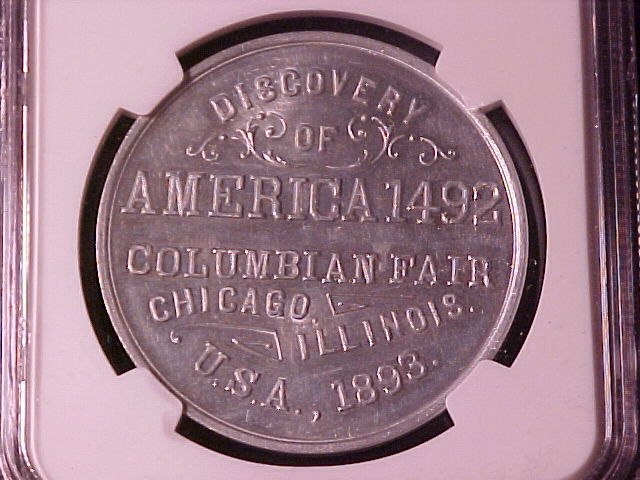 DISCOVERY
OF
AMERICA 1492
COLUMBIAN FAIR
CHICAGO,
ILLINOIS.
U.S.A., 1893.